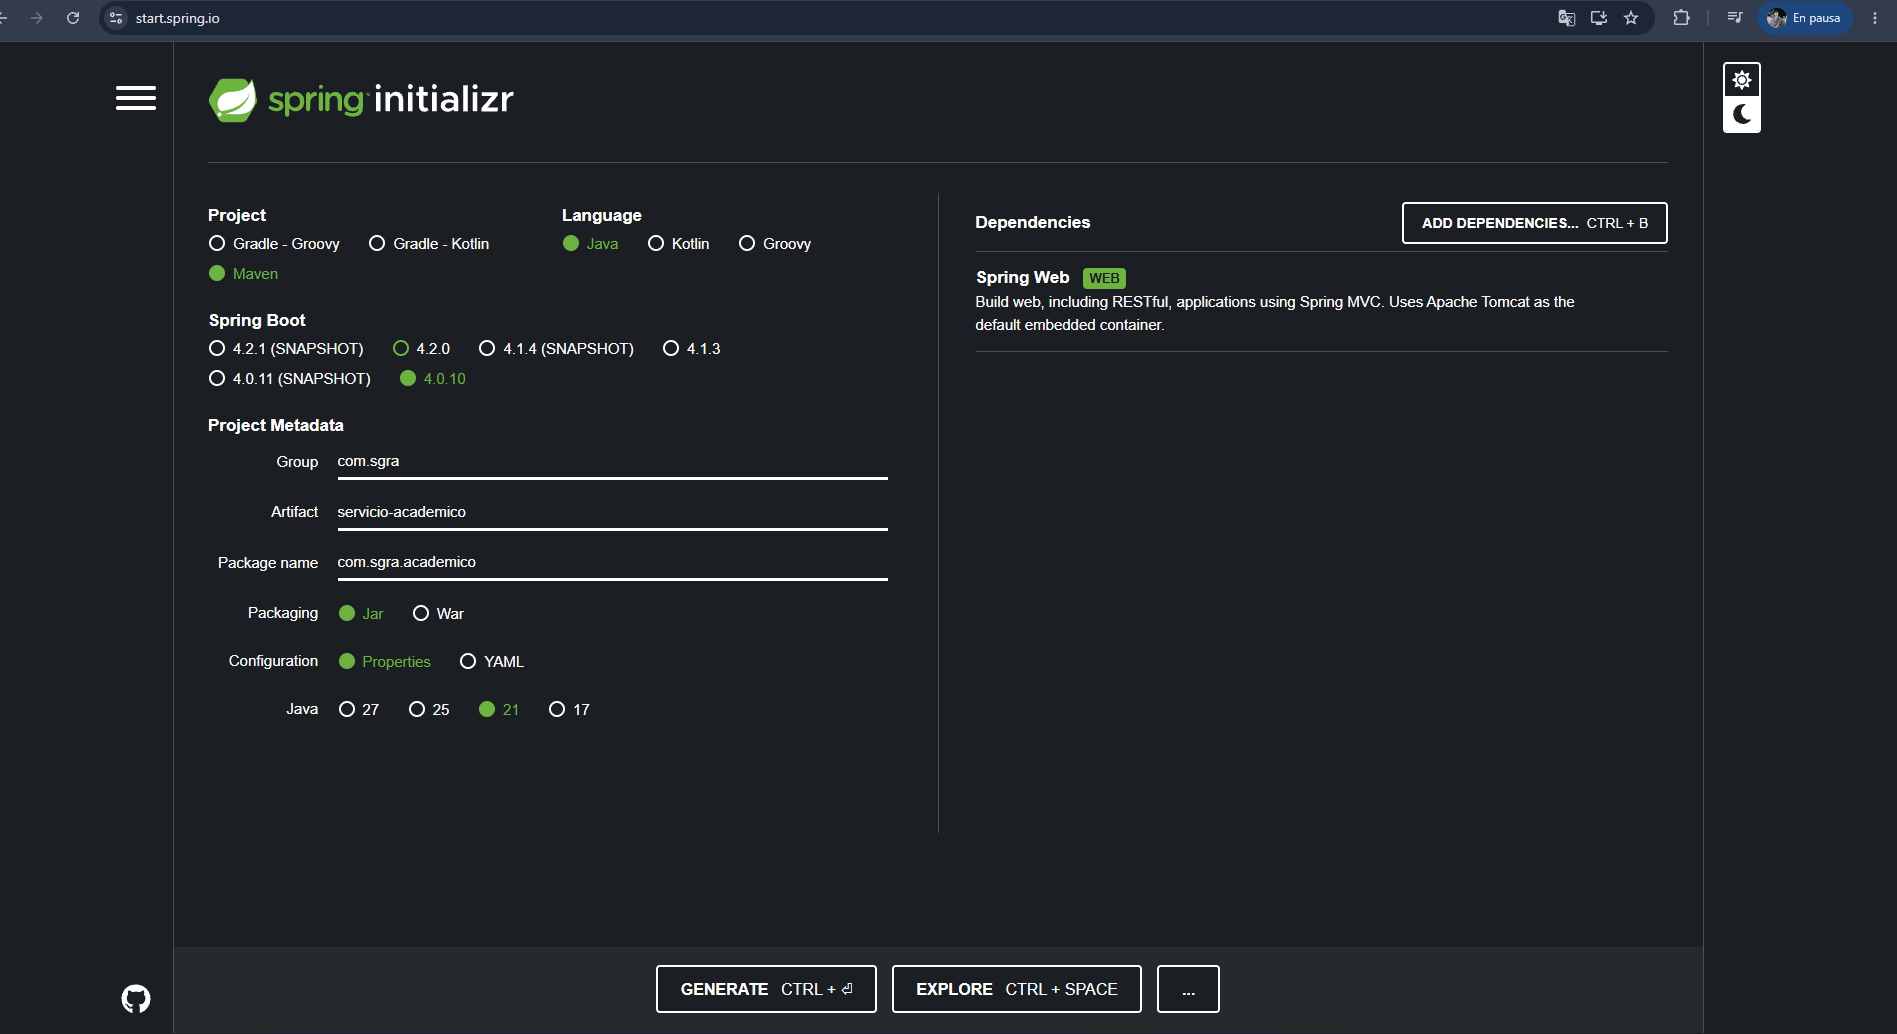 start.spring.io
En pausa
spring initializr
Project
Gradle - Groovy Gradle - Kotlin
Maven
Language
Java Kotlin Groovy
Spring Boot
4.2.1 (SNAPSHOT) 4.2.0 4.1.4 (SNAPSHOT) 4.1.3
4.0.11 (SNAPSHOT) 4.0.10
Project Metadata
Group com.sgra
Artifact servicio-academico
Package name com.sgra.academico
Packaging Jar War
Configuration Properties YAML
Java 27 25 21 17
Dependencies
ADD DEPENDENCIES... CTRL + B
Spring Web WEB
Build web, including RESTful, applications using Spring MVC. Uses Apache Tomcat as the
default embedded container.
GENERATE CTRL + ⏎
EXPLORE CTRL + SPACE
...